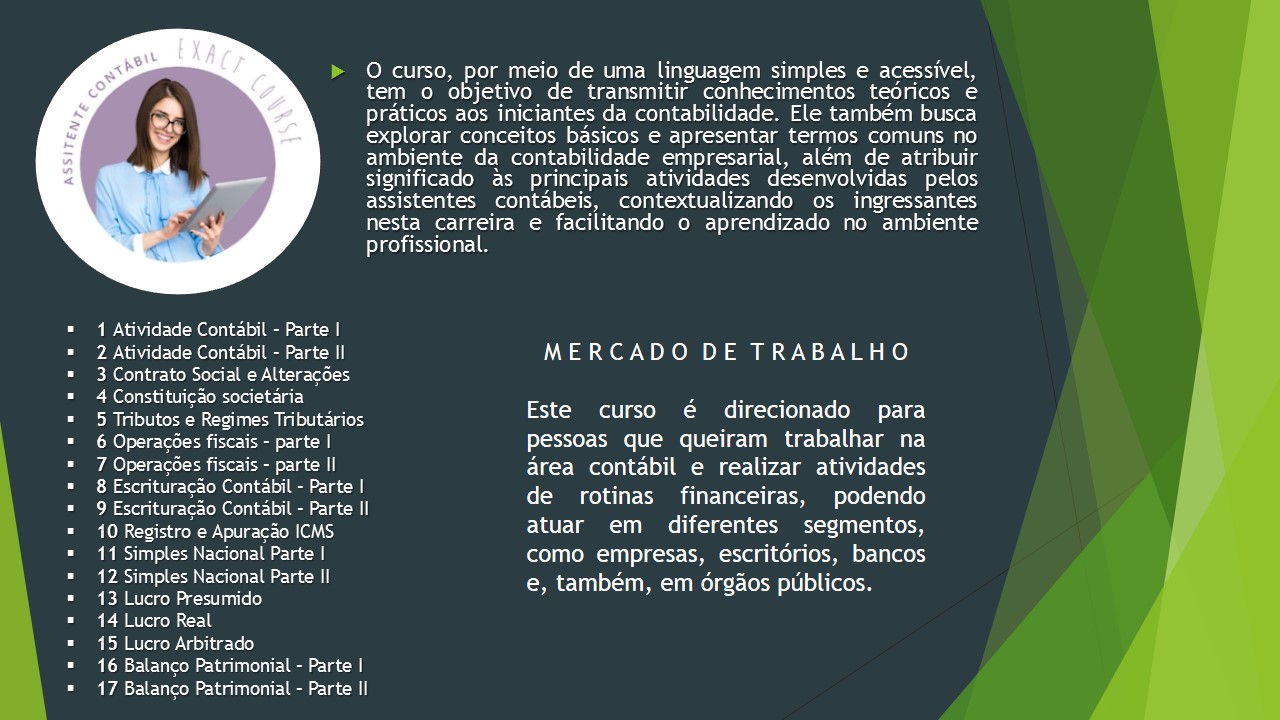 ASSITENTE CONTÁBIL
EXACT COURSE
O curso, por meio de uma linguagem simples e acessível,
tem o objetivo de transmitir conhecimentos teóricos e
práticos aos iniciantes da contabilidade. Ele também busca
explorar conceitos básicos e apresentar termos comuns no
ambiente da contabilidade empresarial, além de atribuir
significado às principais atividades desenvolvidas pelos
assistentes contábeis, contextualizando os ingressantes
nesta carreira e facilitando o aprendizado no ambiente
profissional.
1 Atividade Contábil – Parte I
2 Atividade Contábil – Parte II
3 Contrato Social e Alterações
4 Constituição societária
5 Tributos e Regimes Tributários
6 Operações fiscais – parte I
7 Operações fiscais – parte II
8 Escrituração Contábil – Parte I
9 Escrituração Contábil – Parte II
10 Registro e Apuração ICMS
11 Simples Nacional Parte I
12 Simples Nacional Parte II
13 Lucro Presumido
14 Lucro Real
15 Lucro Arbitrado
16 Balanço Patrimonial – Parte I
17 Balanço Patrimonial – Parte II
MERCADO DE TRABALHO
Este curso é direcionado para
pessoas que queiram trabalhar na
área contábil e realizar atividades
de rotinas financeiras, podendo
atuar em diferentes segmentos,
como empresas, escritórios, bancos
e, também, em órgãos públicos.